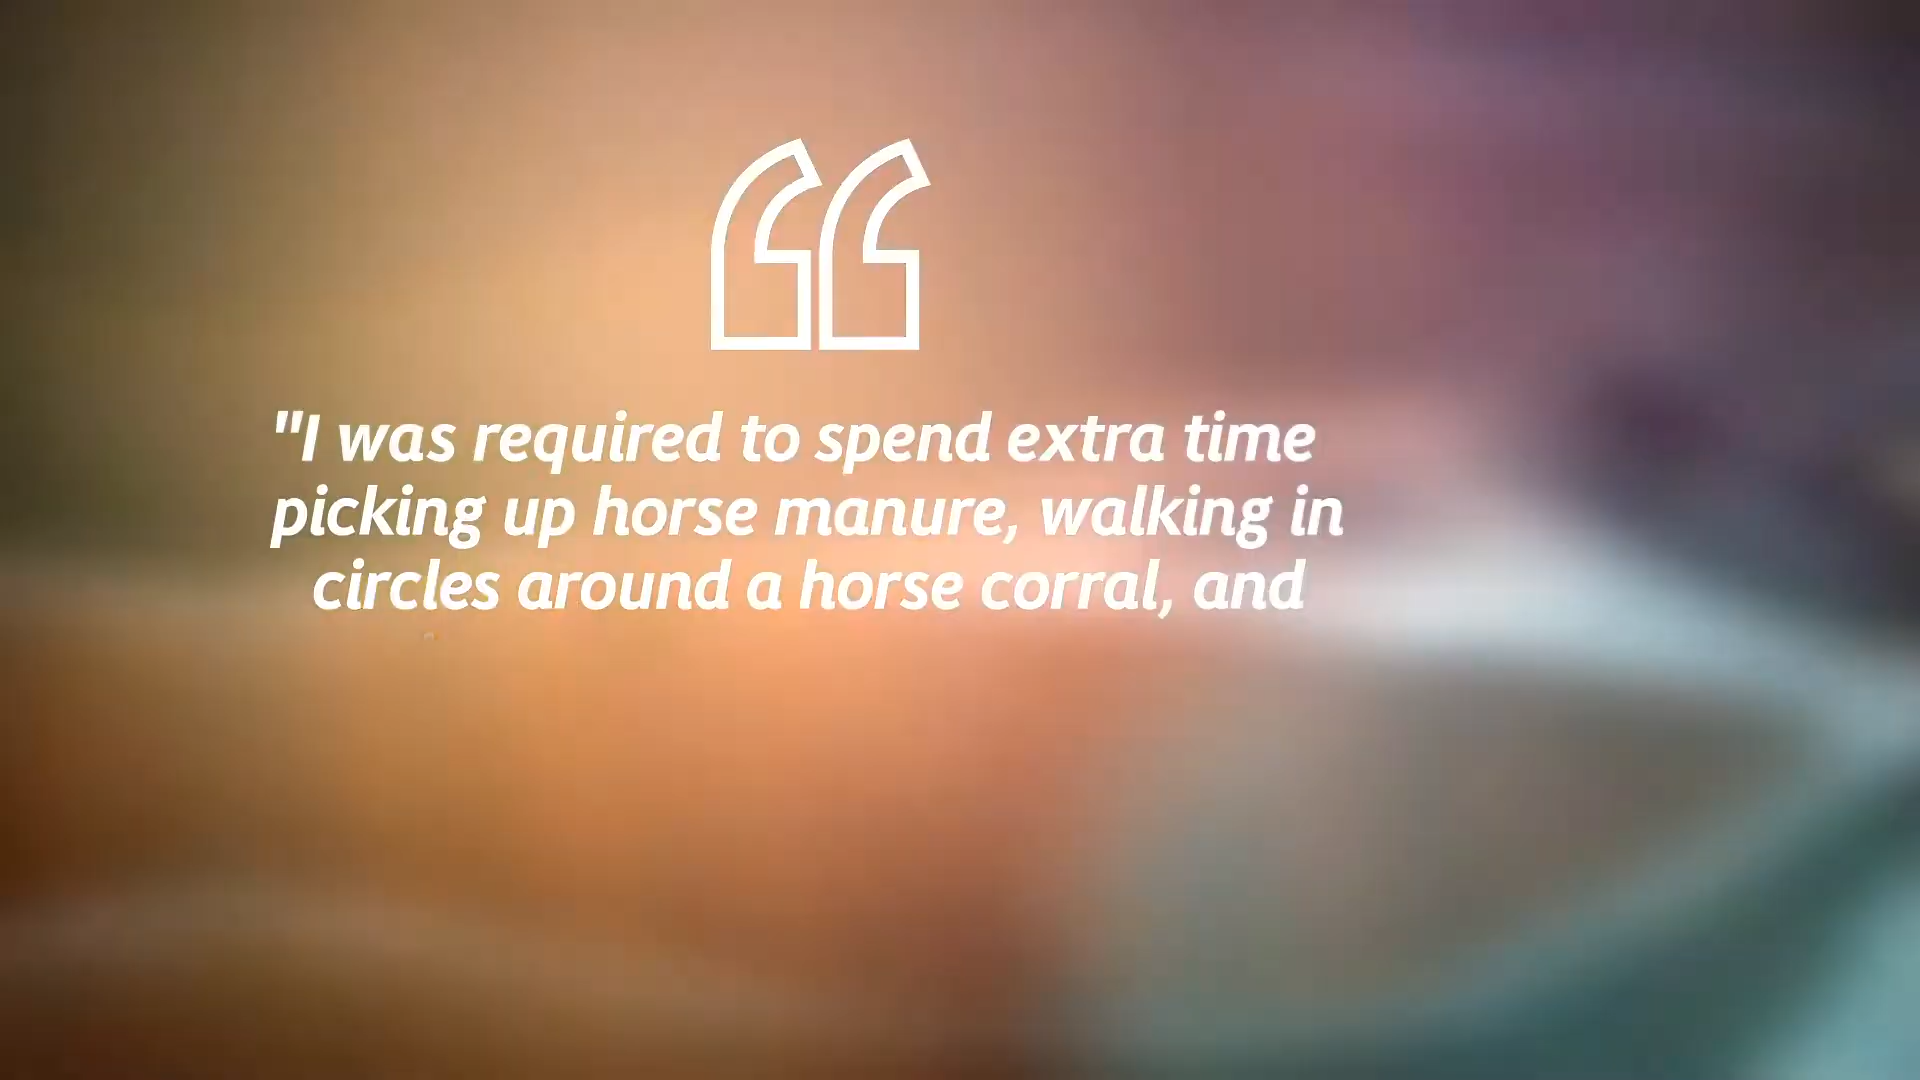 "I was required to spend extra time
picking up horse manure, walking in
circles around a horse corral, and